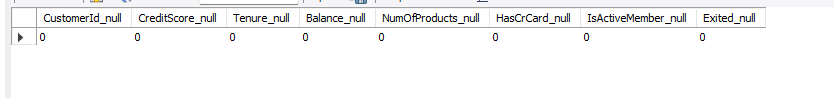 CustomerId_null CreditScore_null Tenure_null Balance_null NumOfProducts_null HasCrCard_null IsActiveMember_null Exited_null
0 0 0 0 0 0 0 0